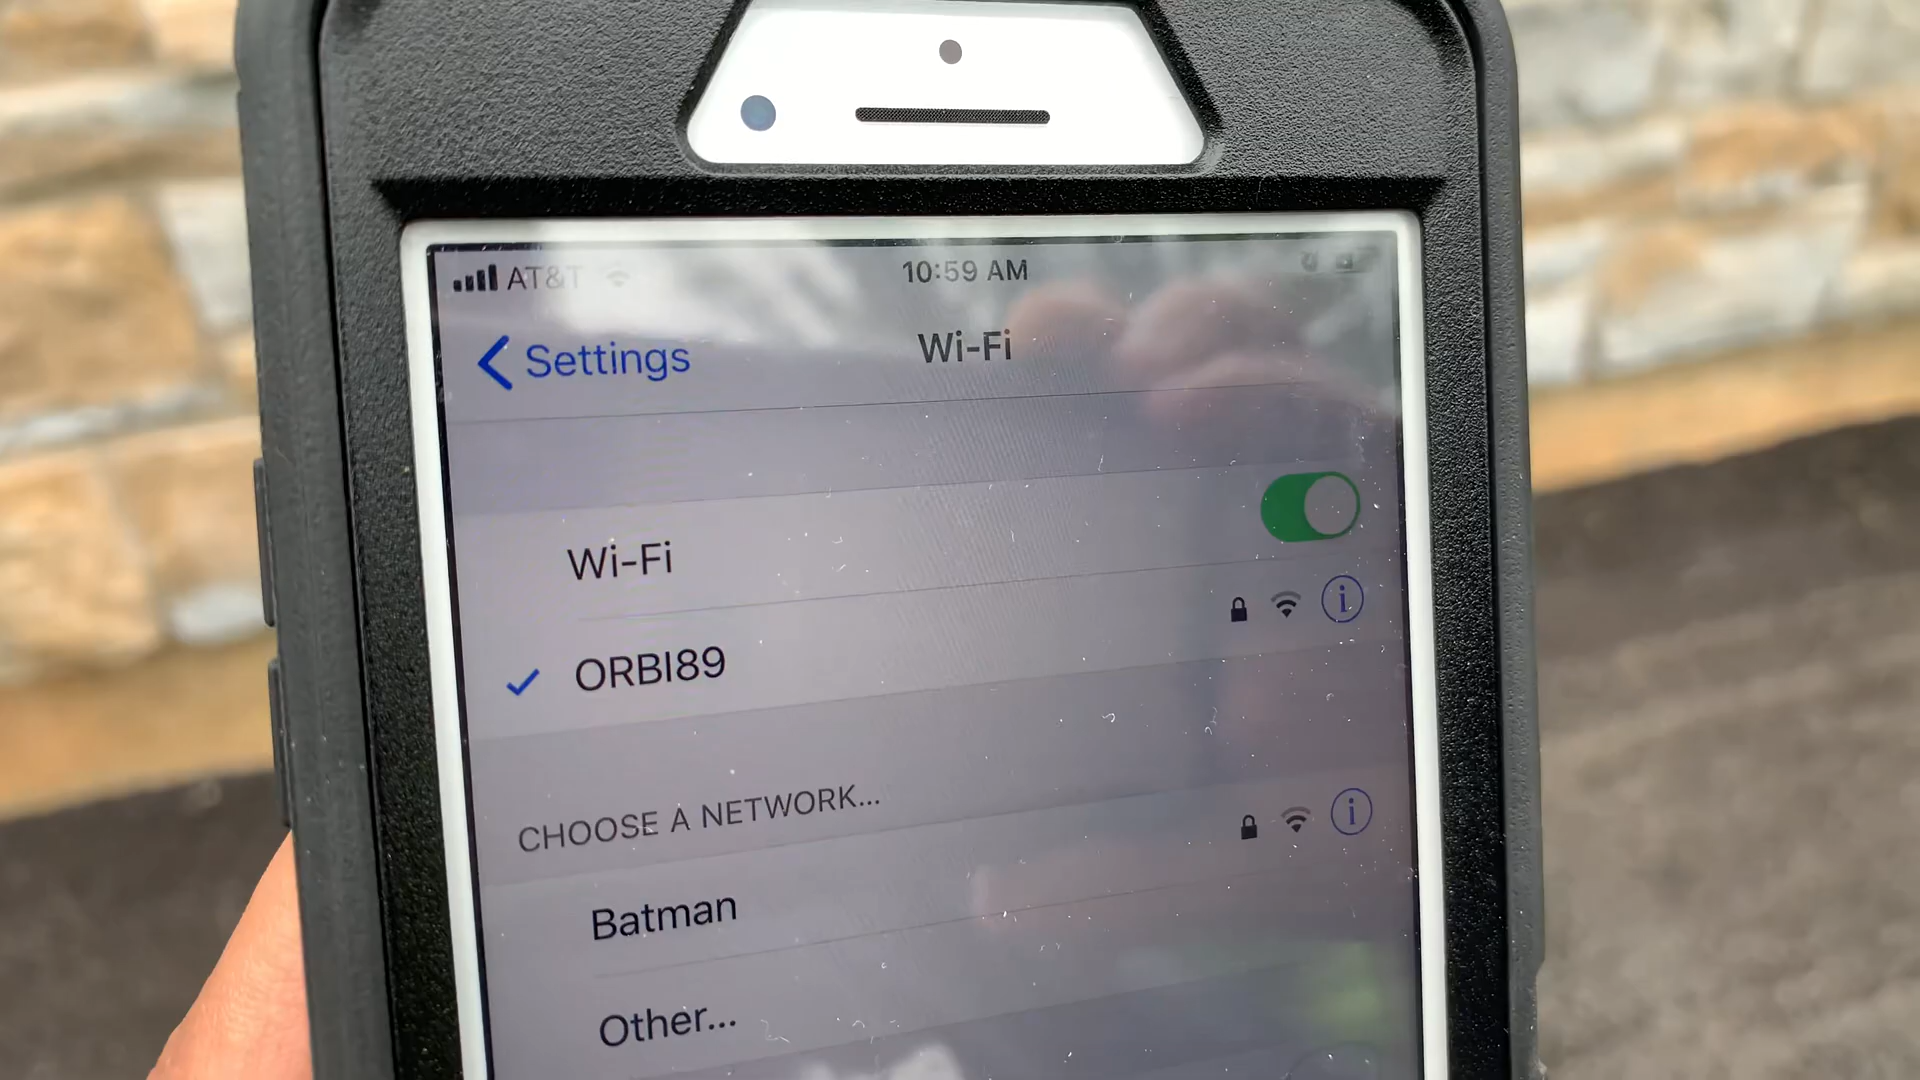 AT&T 10:59 AM
Settings Wi-Fi
Wi-Fi
ORBI89
CHOOSE A NETWORK...
Batman
Other...